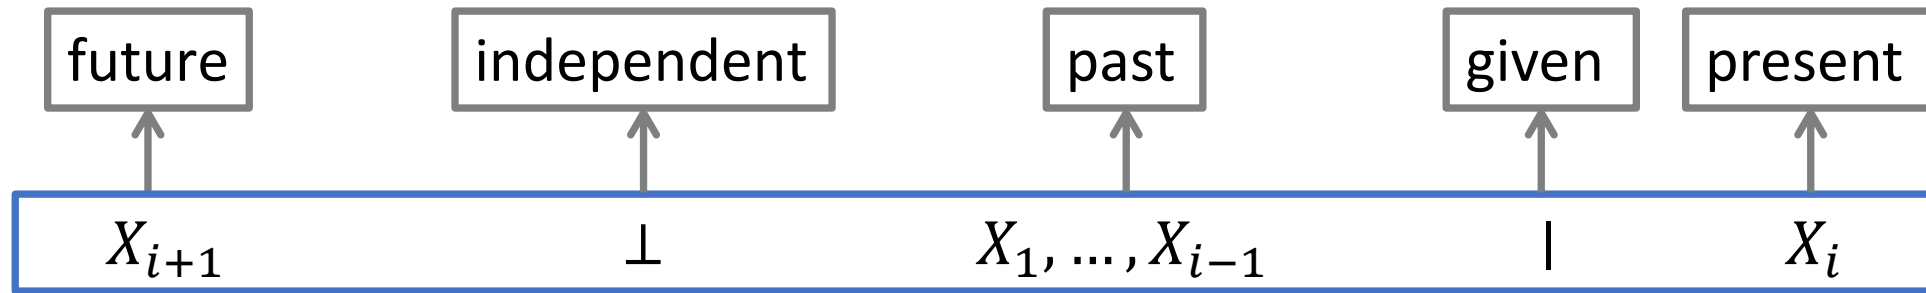 future independent past given present
X_{i+1} ⊥ X_1, … , X_{i−1} | X_i